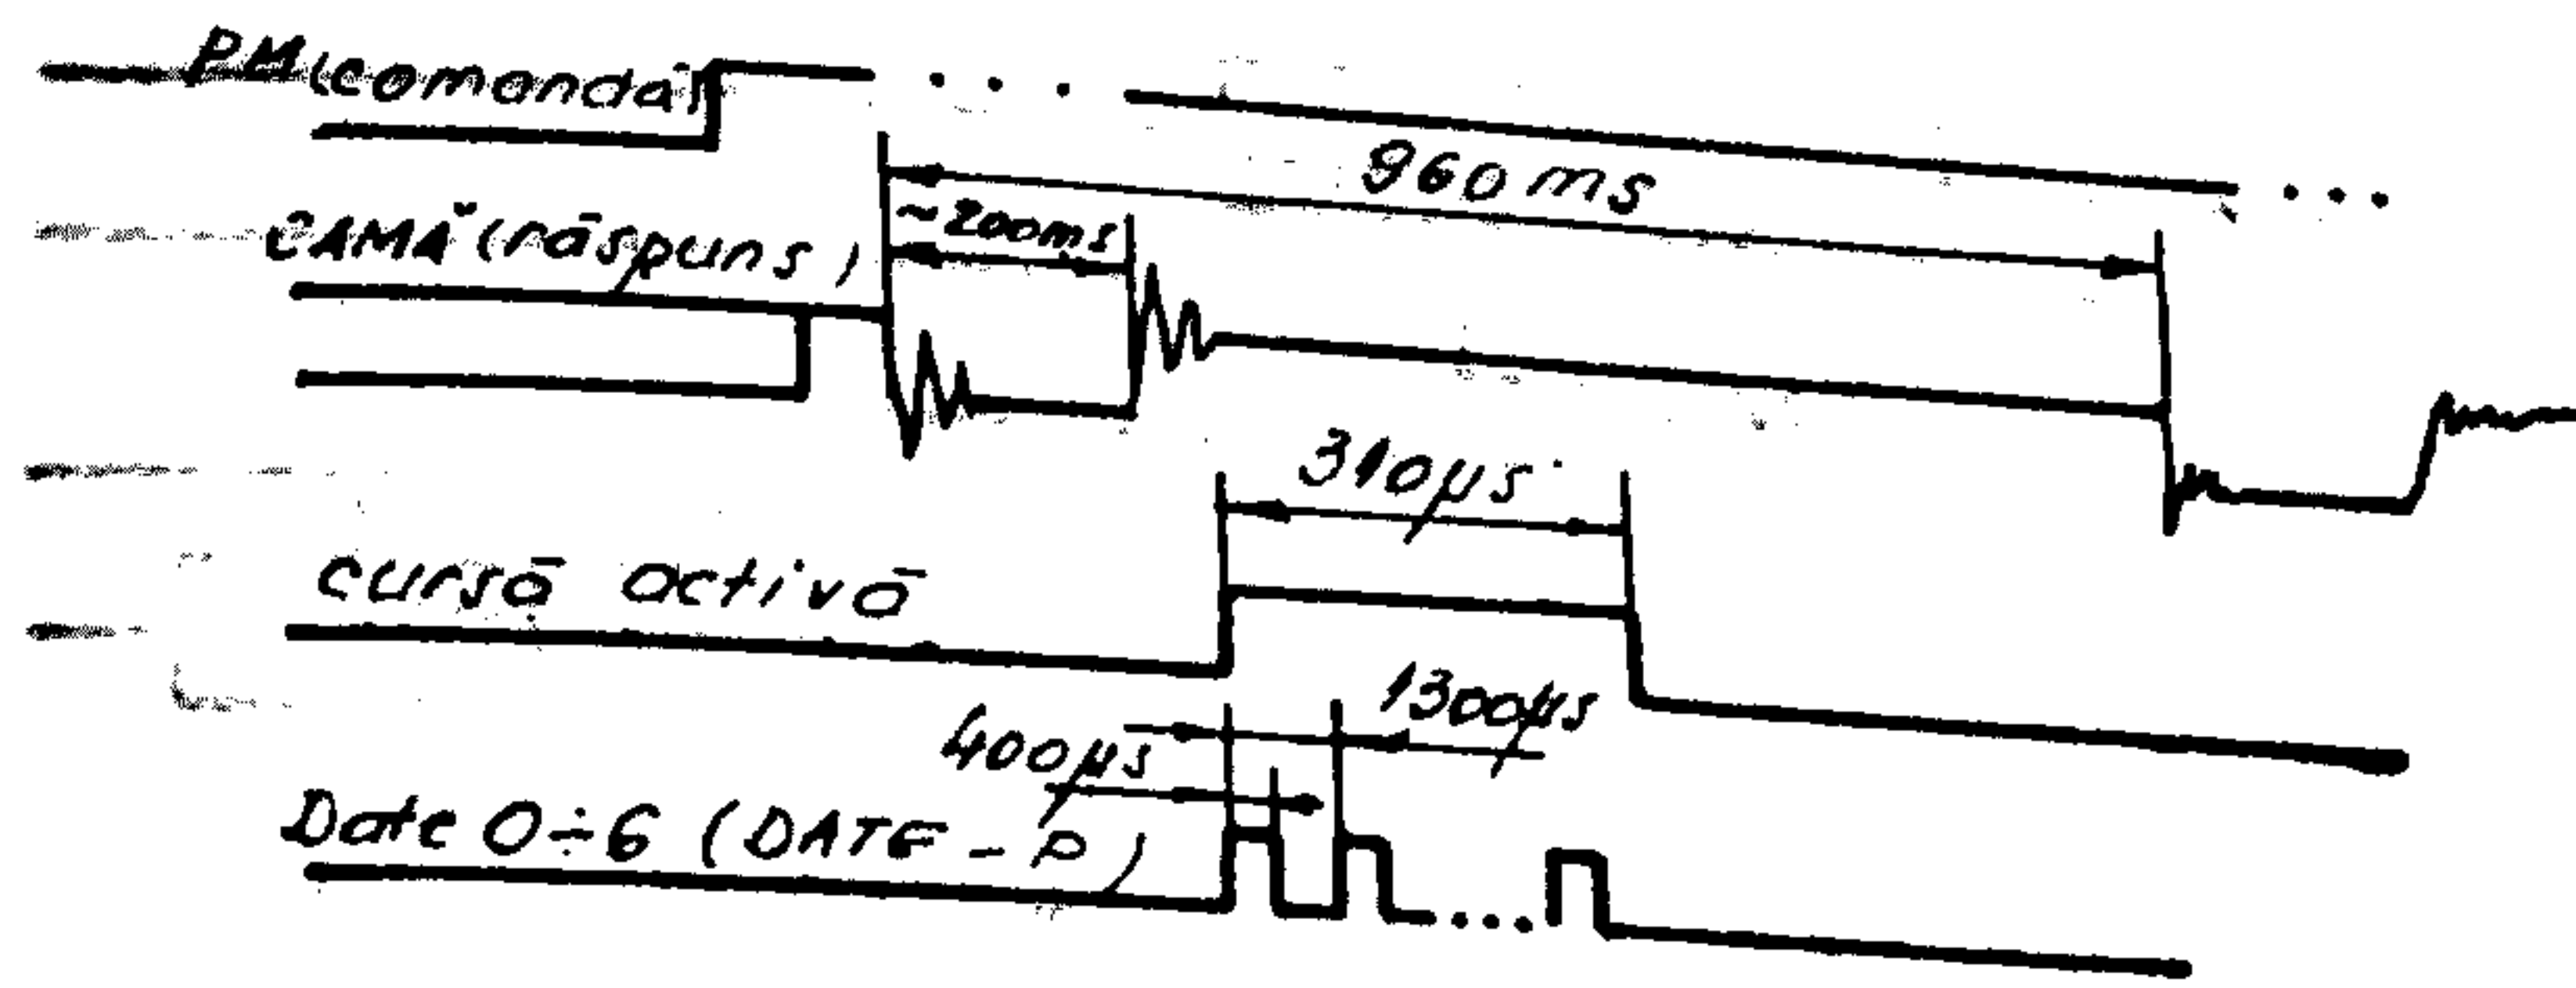 PM (comandă)
960 ms
~200ms
CAMĂ (răspuns)
310µs
cursă activă
1300µs
400µs
Date 0÷6 (DATE-P)